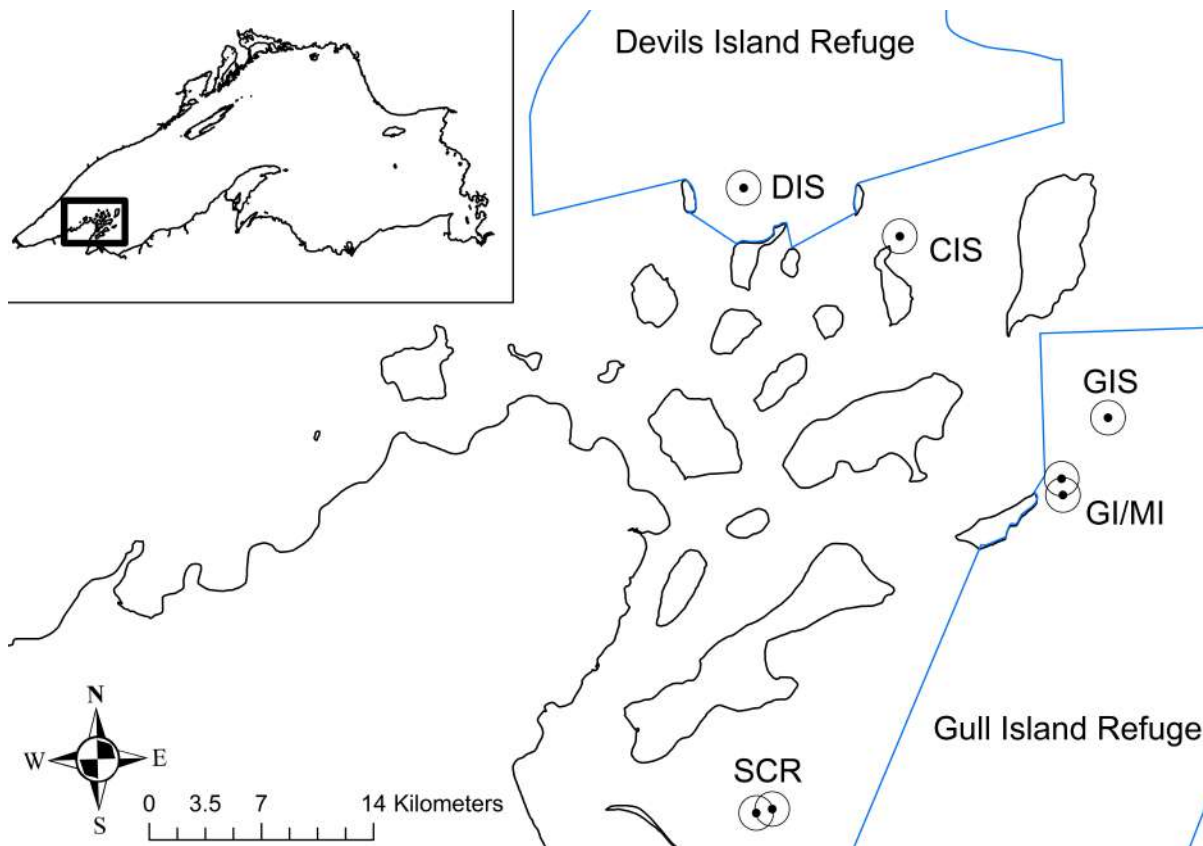 Devils Island Refuge
DIS
CIS
GIS
GI/MI
Gull Island Refuge
SCR
N
W E
S
0 3.5 7 14 Kilometers